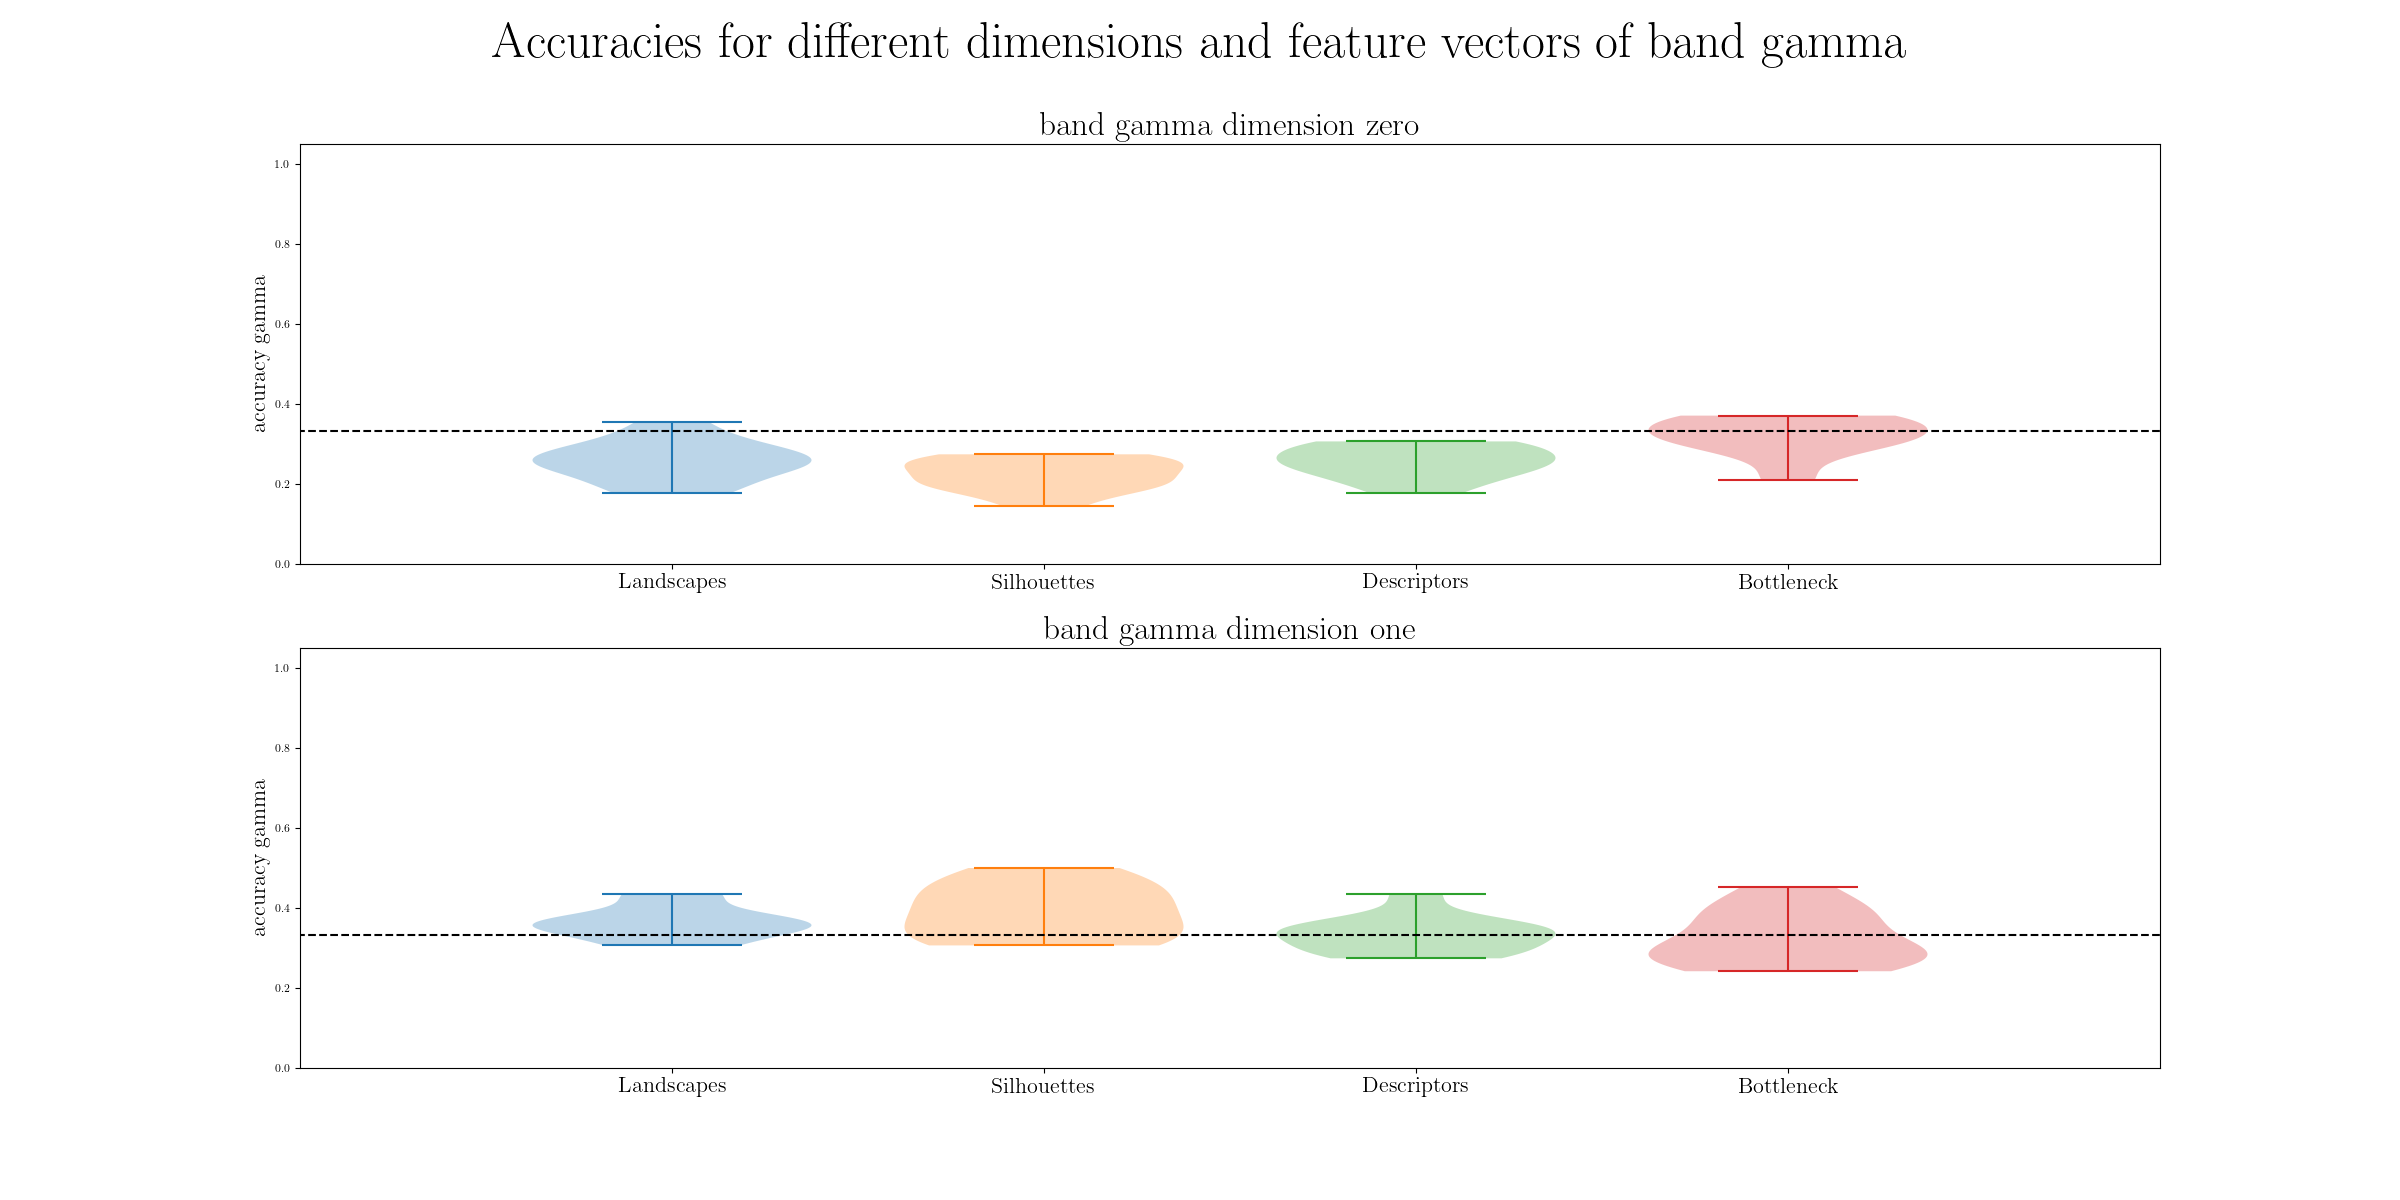 Accuracies for different dimensions and feature vectors of band gamma
band gamma dimension zero
accuracy gamma
1.0
0.8
0.6
0.4
0.2
0.0
Landscapes Silhouettes Descriptors Bottleneck
band gamma dimension one
accuracy gamma
1.0
0.8
0.6
0.4
0.2
0.0
Landscapes Silhouettes Descriptors Bottleneck